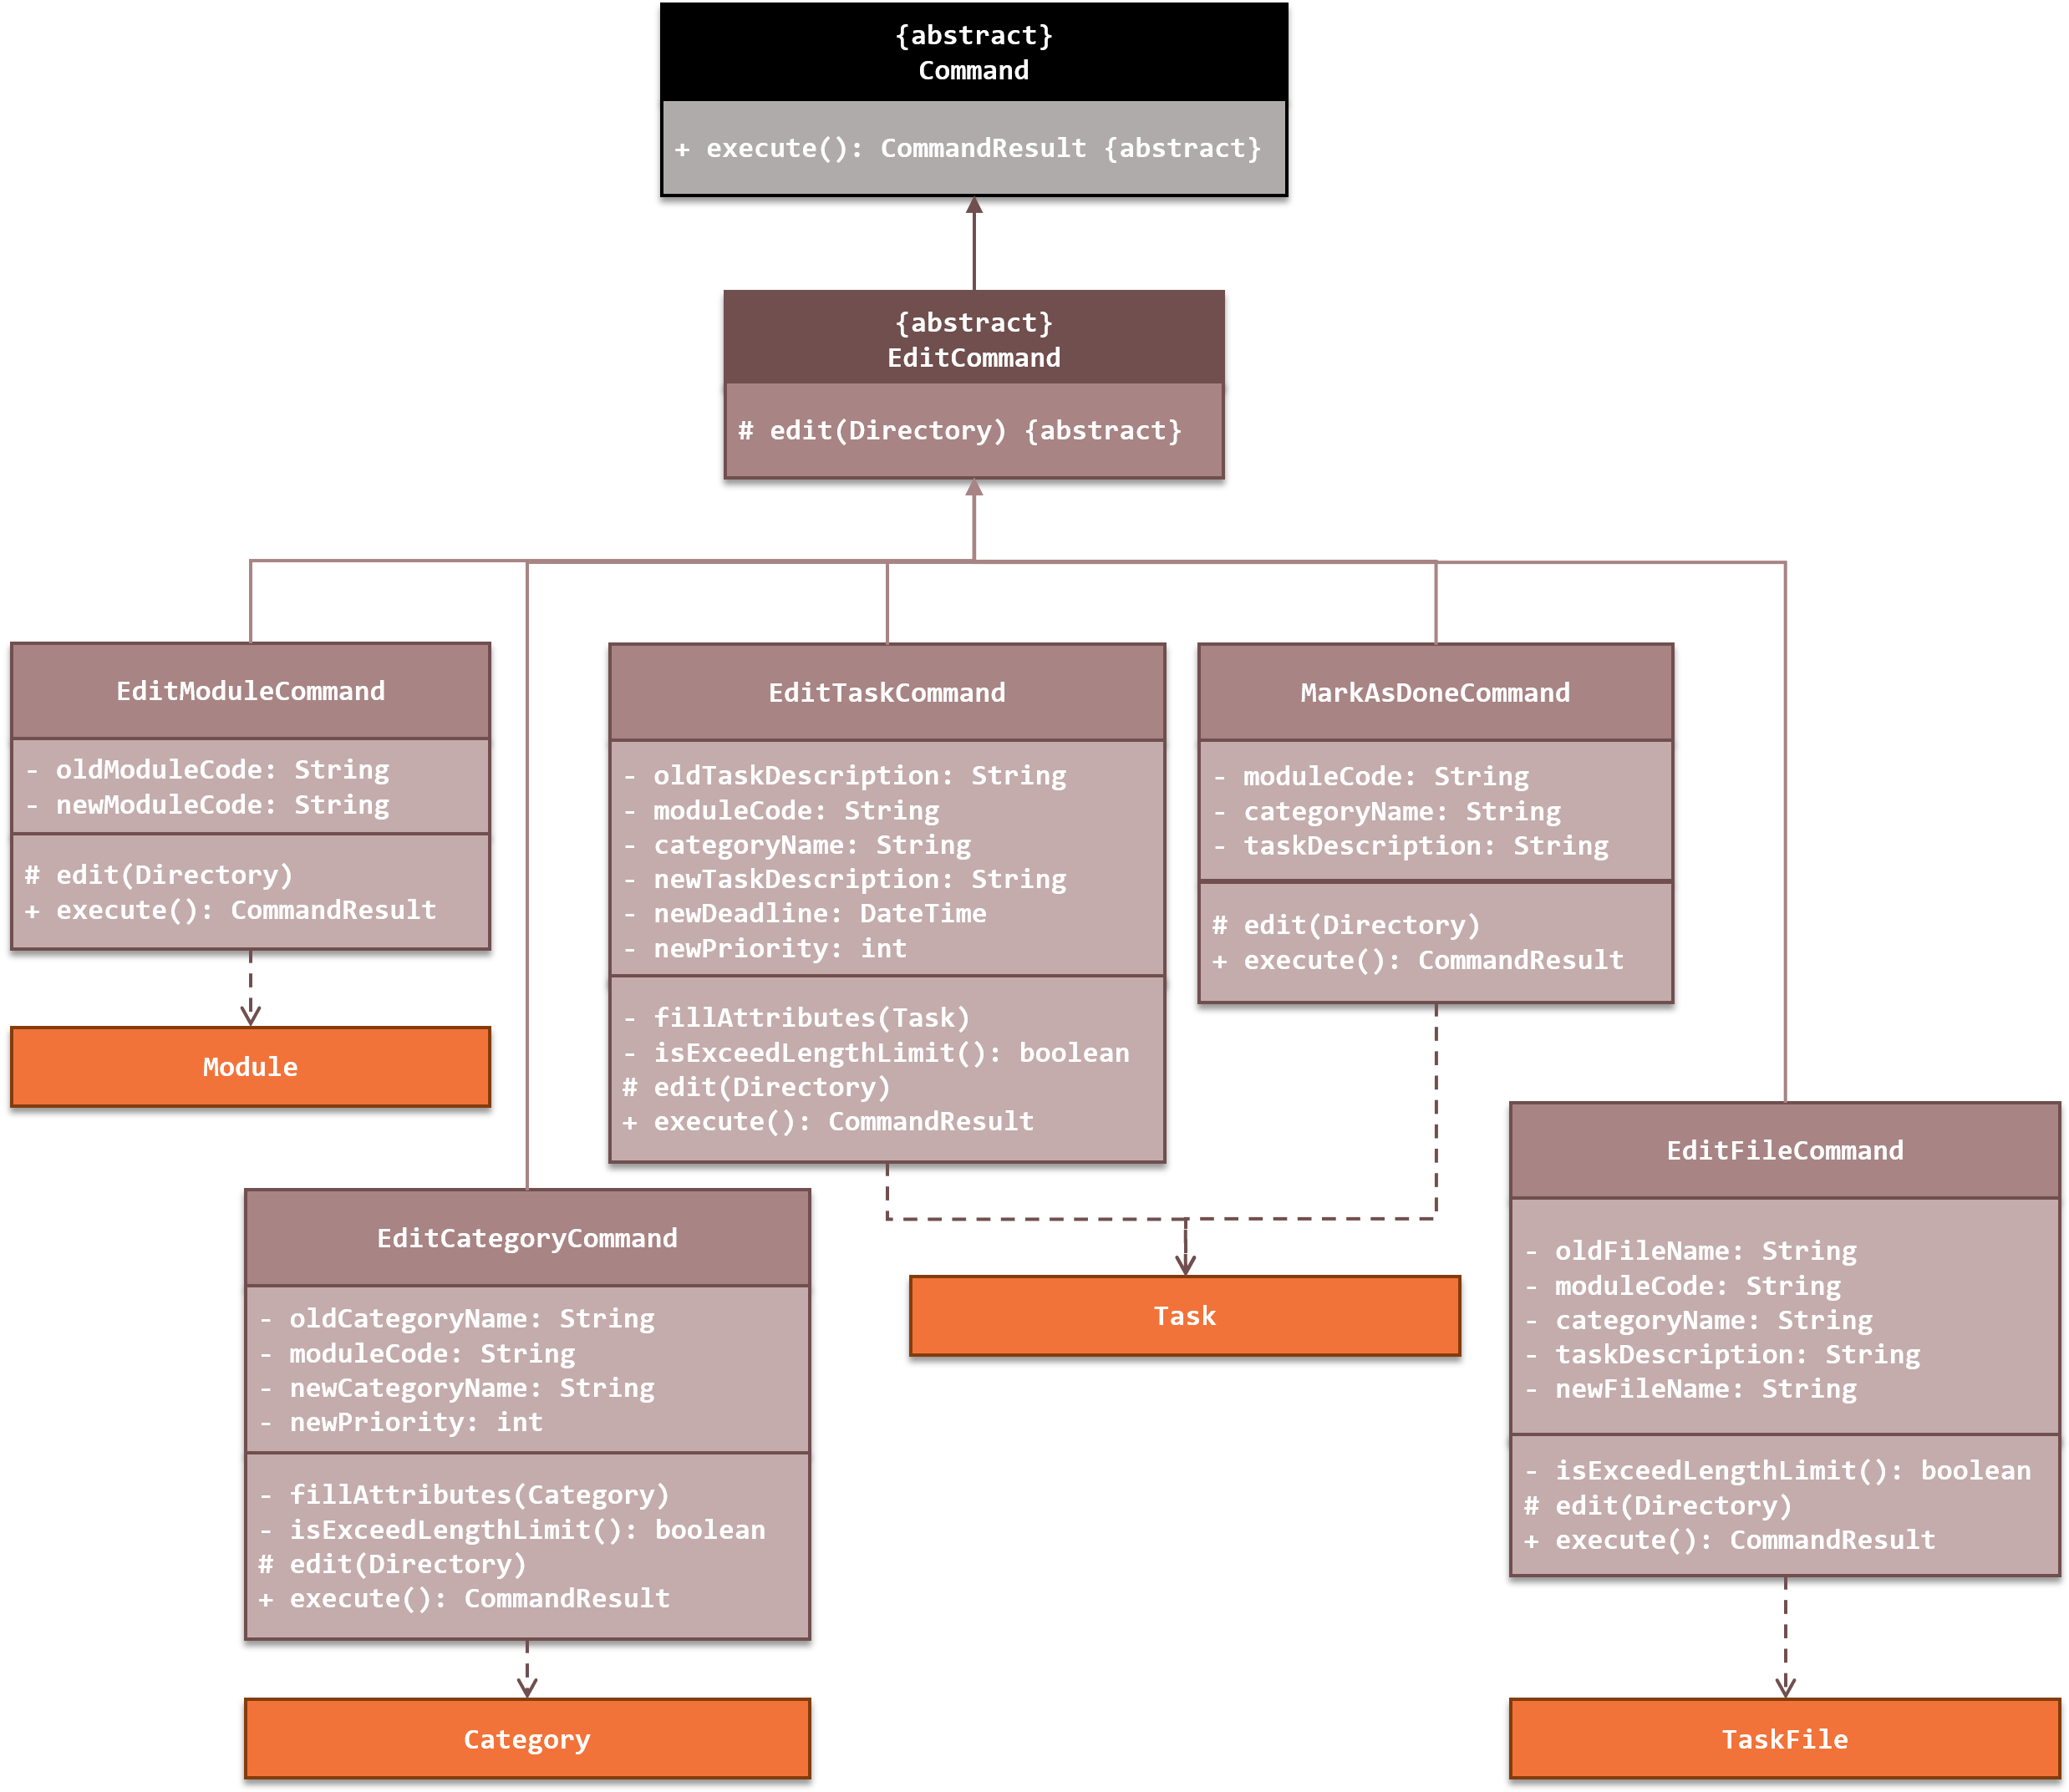 {abstract}
Command
+ execute(): CommandResult {abstract}
{abstract}
EditCommand
# edit(Directory) {abstract}
EditModuleCommand
- oldModuleCode: String
- newModuleCode: String
# edit(Directory)
+ execute(): CommandResult
Module
EditTaskCommand
- oldTaskDescription: String
- moduleCode: String
- categoryName: String
- newTaskDescription: String
- newDeadline: DateTime
- newPriority: int
- fillAttributes(Task)
- isExceedLengthLimit(): boolean
# edit(Directory)
+ execute(): CommandResult
MarkAsDoneCommand
- moduleCode: String
- categoryName: String
- taskDescription: String
# edit(Directory)
+ execute(): CommandResult
Task
EditCategoryCommand
- oldCategoryName: String
- moduleCode: String
- newCategoryName: String
- newPriority: int
- fillAttributes(Category)
- isExceedLengthLimit(): boolean
# edit(Directory)
+ execute(): CommandResult
Category
EditFileCommand
- oldFileName: String
- moduleCode: String
- categoryName: String
- taskDescription: String
- newFileName: String
- isExceedLengthLimit(): boolean
# edit(Directory)
+ execute(): CommandResult
TaskFile